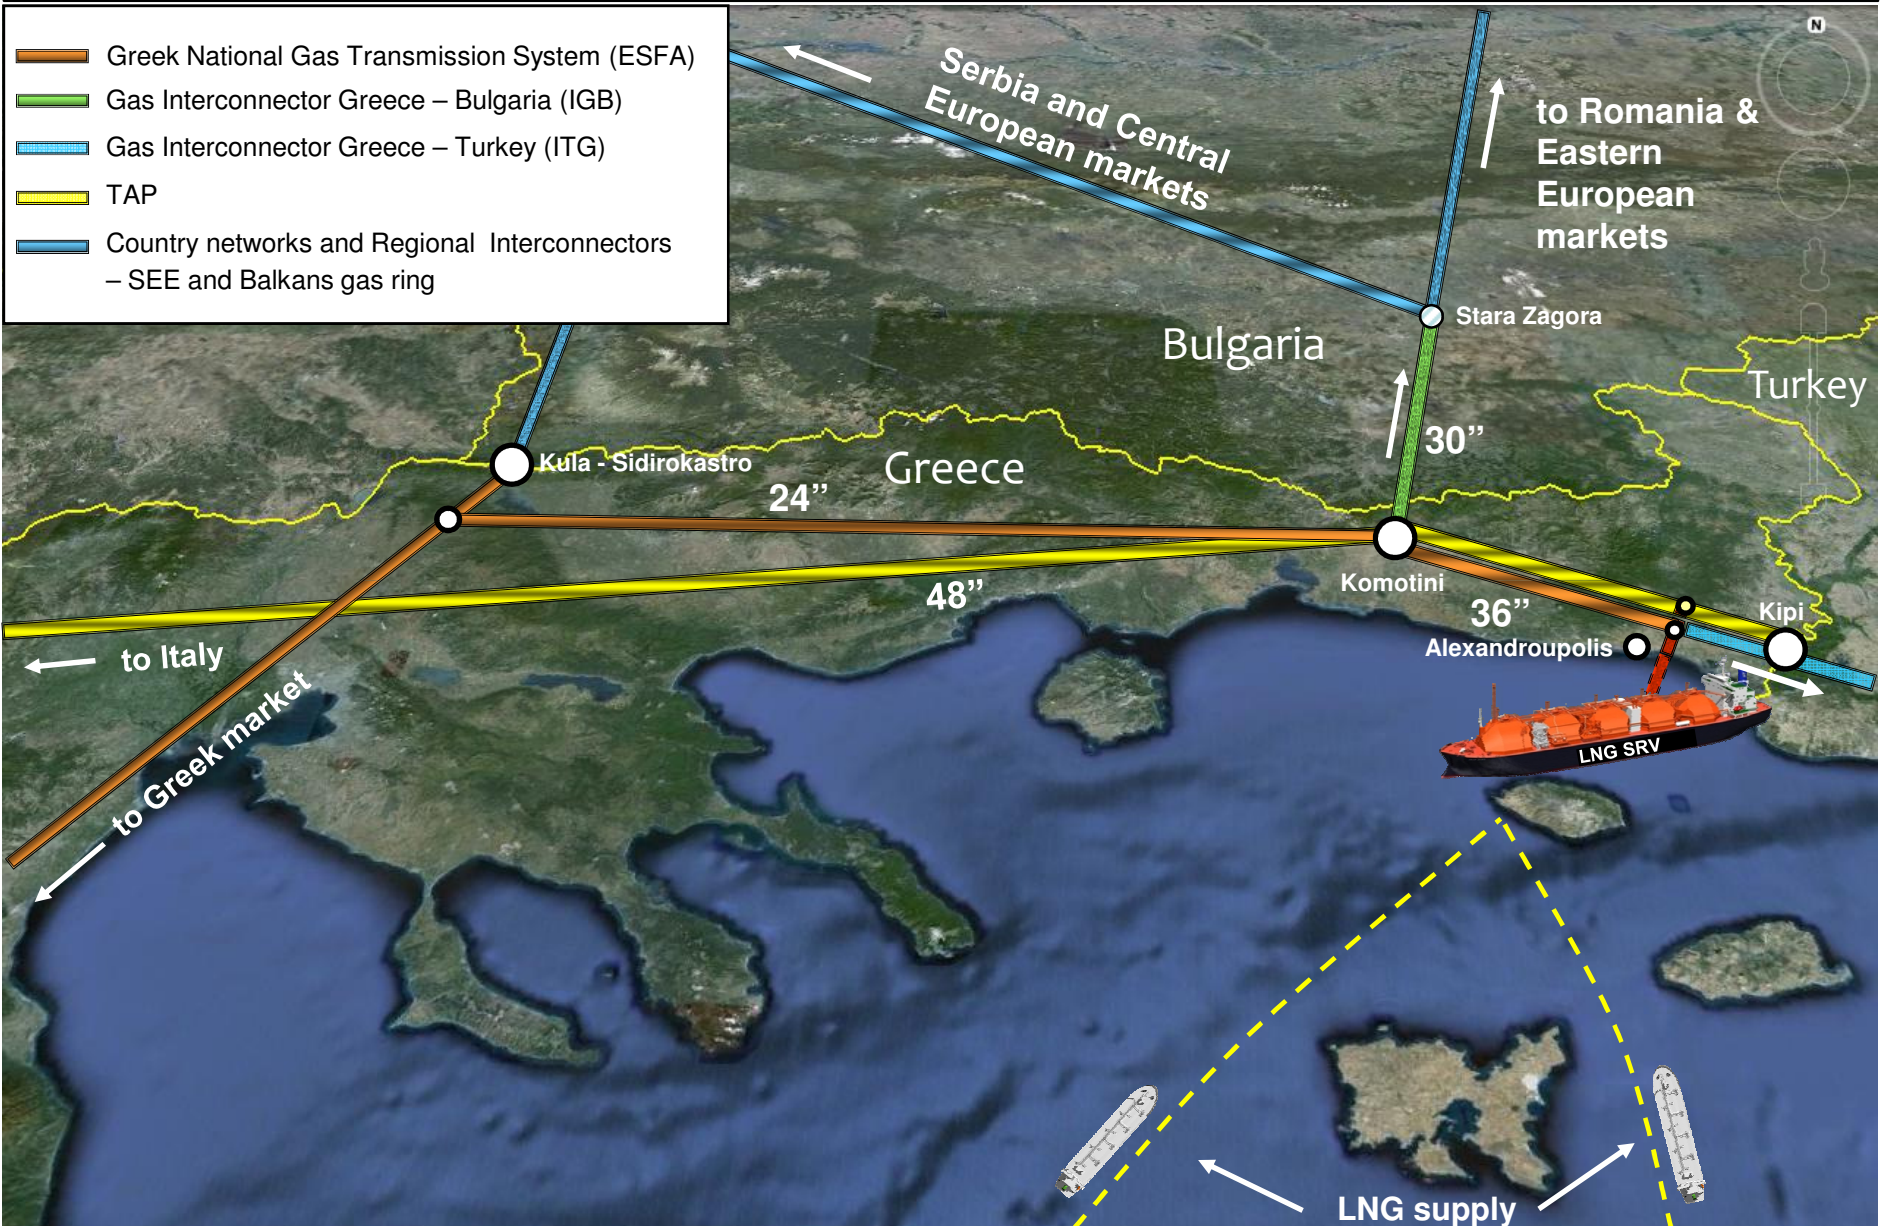 Greek National Gas Transmission System (ESFA)
Gas Interconnector Greece – Bulgaria (IGB)
Gas Interconnector Greece – Turkey (ITG)
TAP
Country networks and Regional Interconnectors
– SEE and Balkans gas ring
N
Serbia and Central
European markets
to Romania &
Eastern
European
markets
Stara Zagora
Bulgaria
Turkey
30”
Kula - Sidirokastro
Greece
24”
Komotini
48”
36”
Kipi
Alexandroupolis
to Italy
to Greek market
LNG SRV
LNG supply